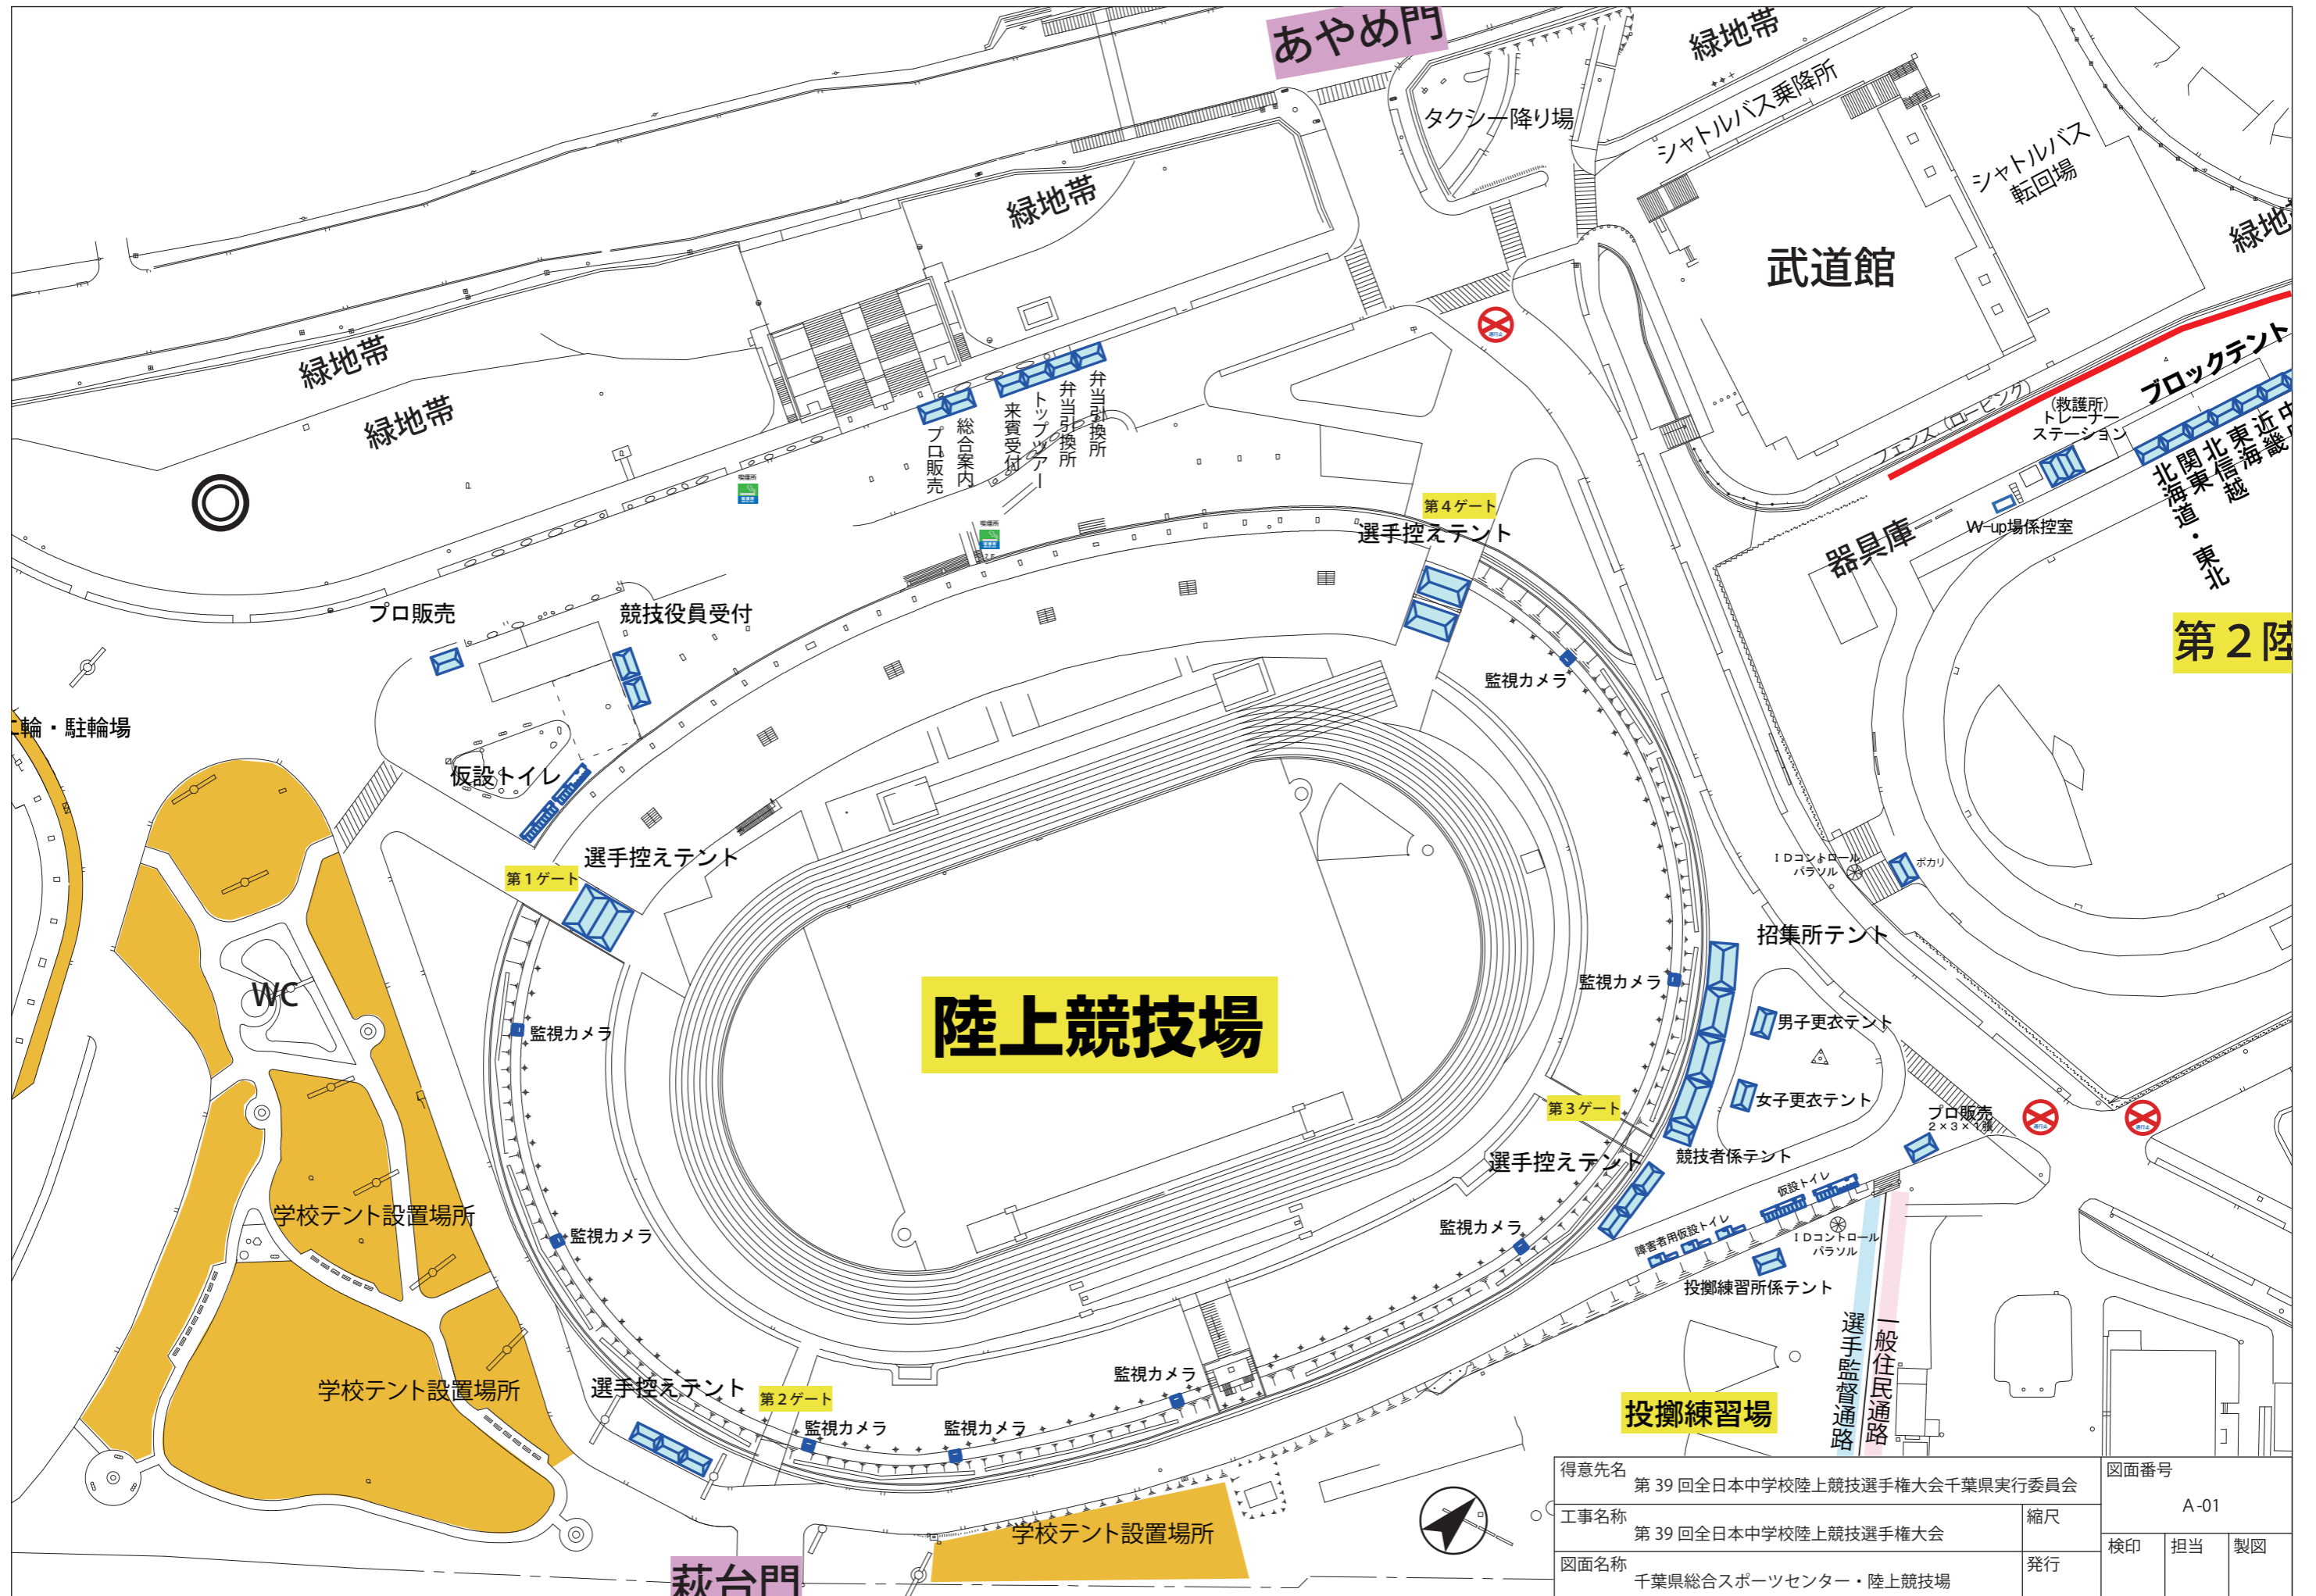 あやめ門
緑地帯
タクシー降り場
シャトルバス乗降所
シャトルバス
転回場
緑地
武道館
緑地帯
緑地帯
緑地帯
プロ販売
総合案内
来賓受付
トップツアー
弁当引換所
弁当引換所
喫煙所
喫煙所
通行止
フェンス（ロービング）
(救護所)
トレーナー
ステーション
ブロックテント
北海道・東北
関東
北信越
東海
近畿
W-up場係控室
器具庫
第２陸
第４ゲート
選手控えテント
監視カメラ
プロ販売
競技役員受付
二輪・駐輪場
仮設トイレ
選手控えテント
第１ゲート
WC
陸上競技場
監視カメラ
監視カメラ
ＩＤコントロール
パラソル
ポカリ
招集所テント
男子更衣テント
女子更衣テント
第３ゲート
選手控えテント
競技者係テント
プロ販売
２×３×１張
通行止
通行止
仮設トイレ
障害者用仮設トイレ
ＩＤコントロール
パラソル
投擲練習所係テント
監視カメラ
監視カメラ
学校テント設置場所
学校テント設置場所
選手控えテント
第２ゲート
監視カメラ
監視カメラ
監視カメラ
選手監督通路
一般住民通路
投擲練習場
学校テント設置場所
萩台門
得意先名
第 39 回全日本中学校陸上競技選手権大会千葉県実行委員会
図面番号
A-01
工事名称
第 39 回全日本中学校陸上競技選手権大会
縮尺
検印
担当
製図
図面名称
千葉県総合スポーツセンター・陸上競技場
発行